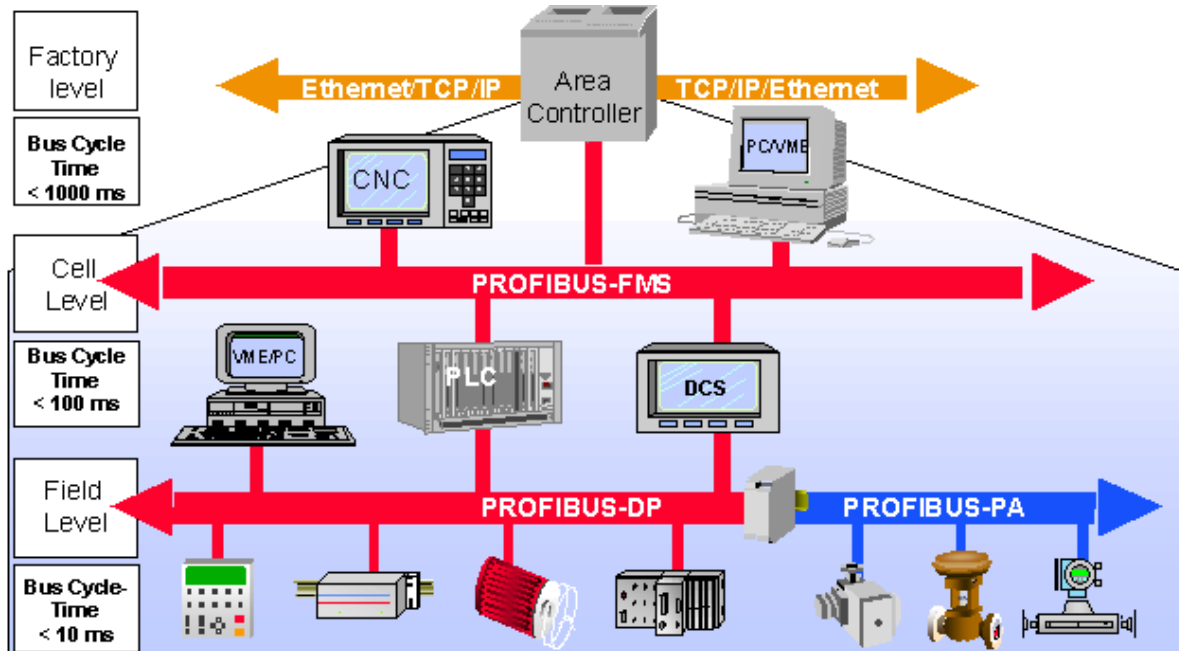 Factory
level
Ethernet/TCP/IP
Area
Controller
TCP/IP/Ethernet
Bus Cycle
Time
< 1000 ms
CNC
PC/VME
Cell
Level
PROFIBUS-FMS
Bus Cycle
Time
< 100 ms
VME/PC
PLC
DCS
Field
Level
PROFIBUS-DP
PROFIBUS-PA
Bus Cycle-
Time
< 10 ms